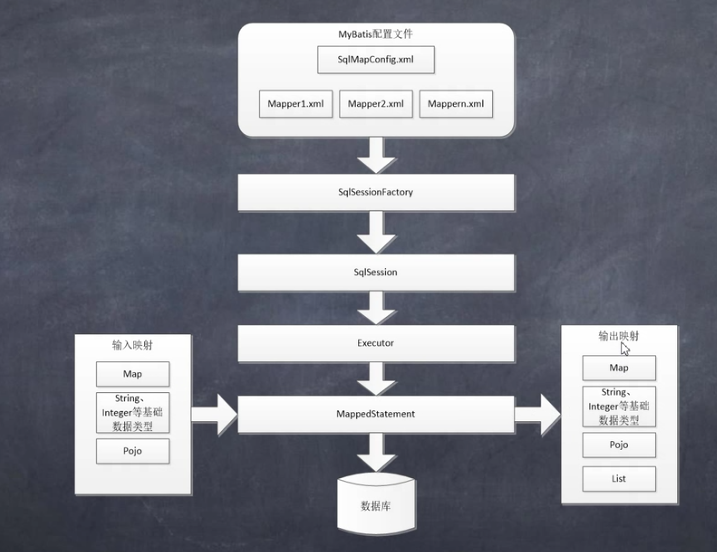 MyBatis配置文件
SqlMapConfig.xml
Mapper1.xml
Mapper2.xml
Mappern.xml
SqlSessionFactory
SqlSession
Executor
MappedStatement
数据库
输入映射
Map
String、
Integer等基础
数据类型
Pojo
输出映射
Map
String、
Integer等基础
数据类型
Pojo
List